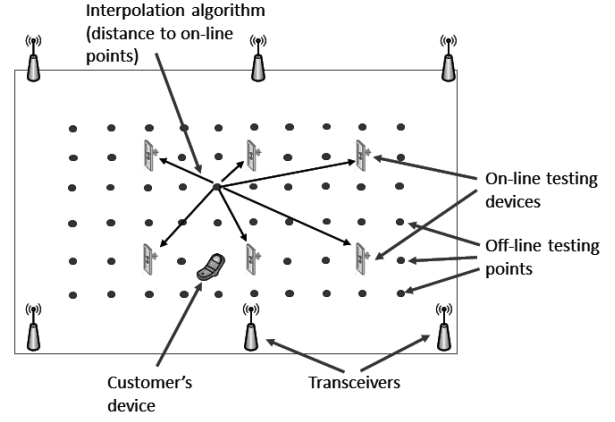 Interpolation algorithm
(distance to on-line
points)
On-line testing
devices
Off-line testing
points
Customer's
device
Transceivers